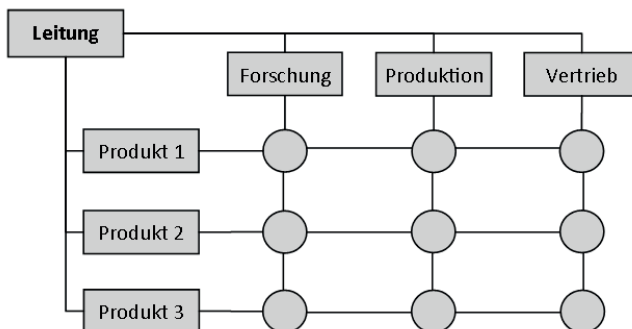 Leitung
Forschung
Produktion
Vertrieb
Produkt 1
Produkt 2
Produkt 3